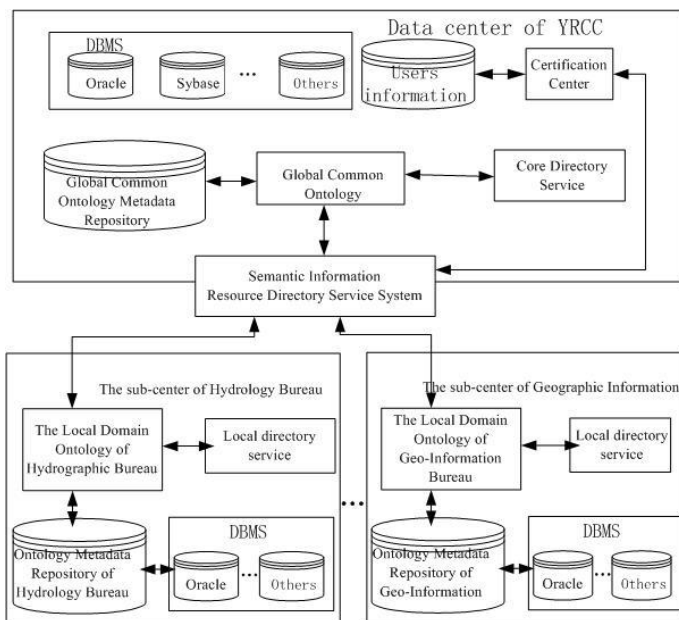 Data center of YRCC
DBMS
Oracle
Sybase
...
Others
Users
information
Certification
Center
Global Common
Ontology Metadata
Repository
Global Common
Ontology
Core Directory
Service
Semantic Information
Resource Directory Service System
The sub-center of Hydrology Bureau
The Local Domain
Ontology of
Hydrographic Bureau
Local directory
service
Ontology Metadata
Repository of
Hydrology Bureau
DBMS
Oracle
...
Others
...
The sub-center of Geographic Information
The Local Domain
Ontology of
Geo-Information
Bureau
Local directory
service
Ontology Metadata
Repository of
Geo-Information
DBMS
Oracle
...
Others